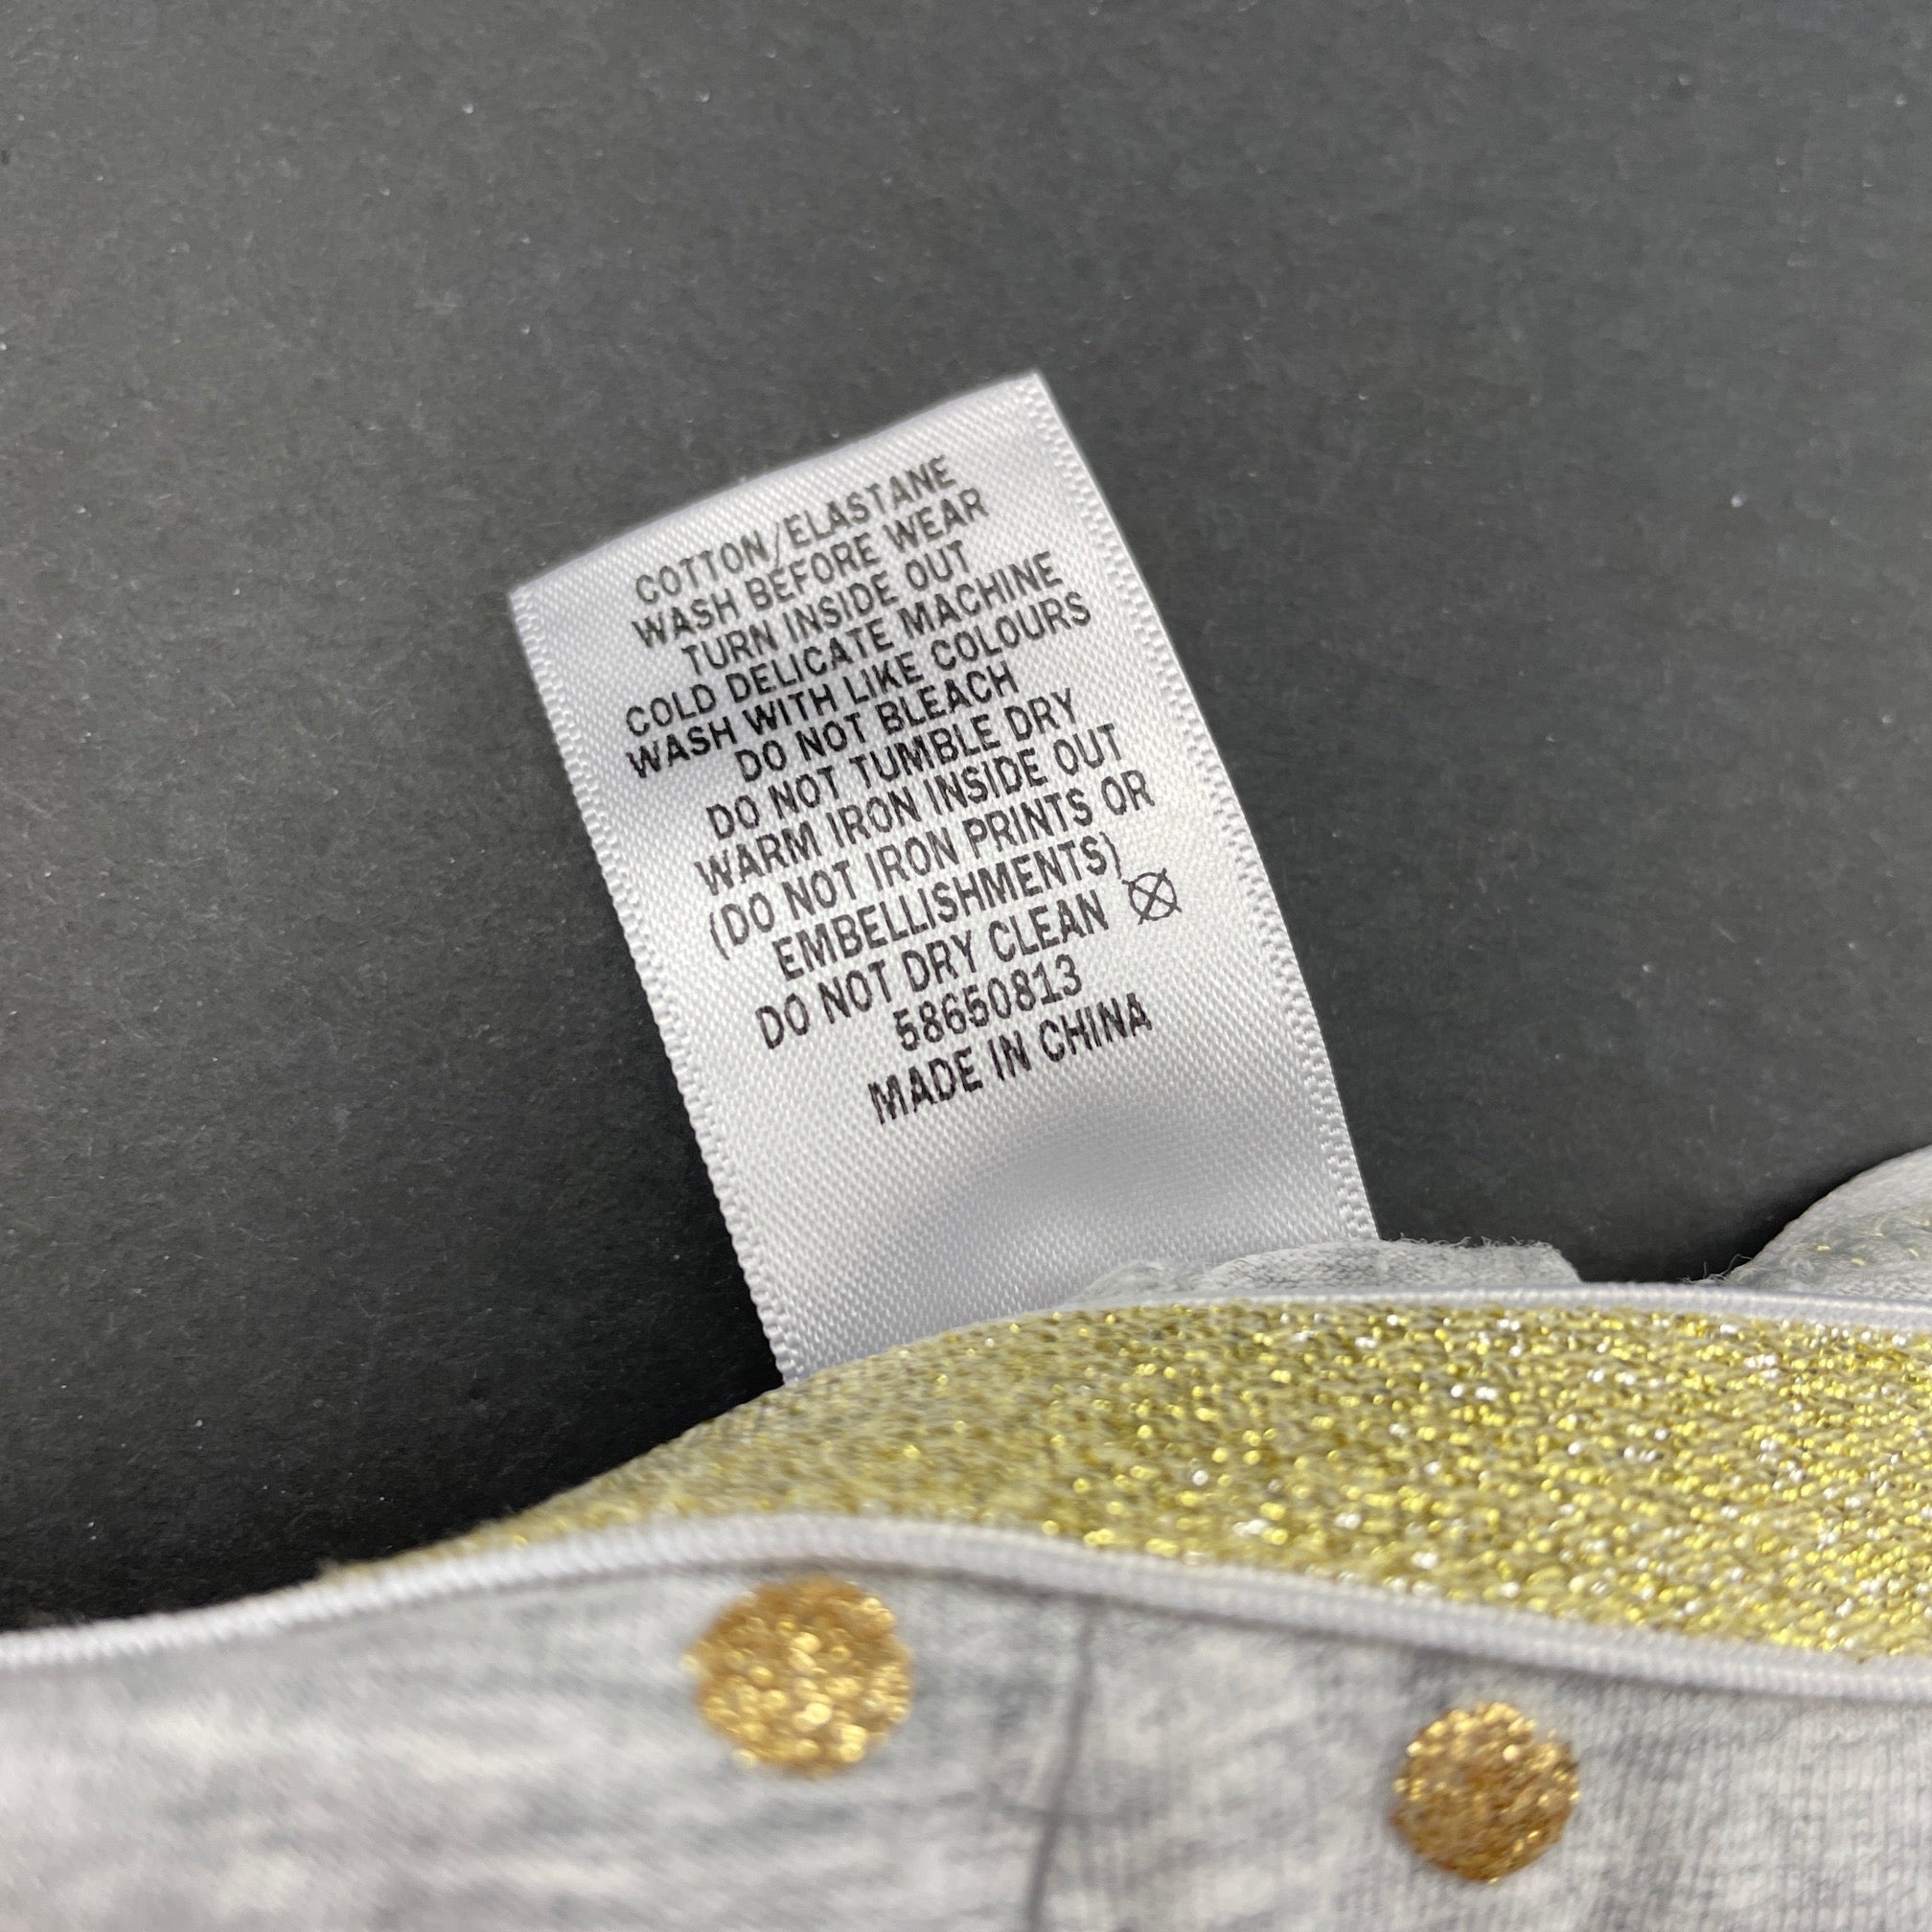 COTTON/ELASTANE
WASH BEFORE WEAR
TURN INSIDE OUT
COLD DELICATE MACHINE
WASH WITH LIKE COLOURS
DO NOT BLEACH
DO NOT TUMBLE DRY
WARM IRON INSIDE OUT
(DO NOT IRON PRINTS OR
EMBELLISHMENTS)
DO NOT DRY CLEAN
58650813
MADE IN CHINA